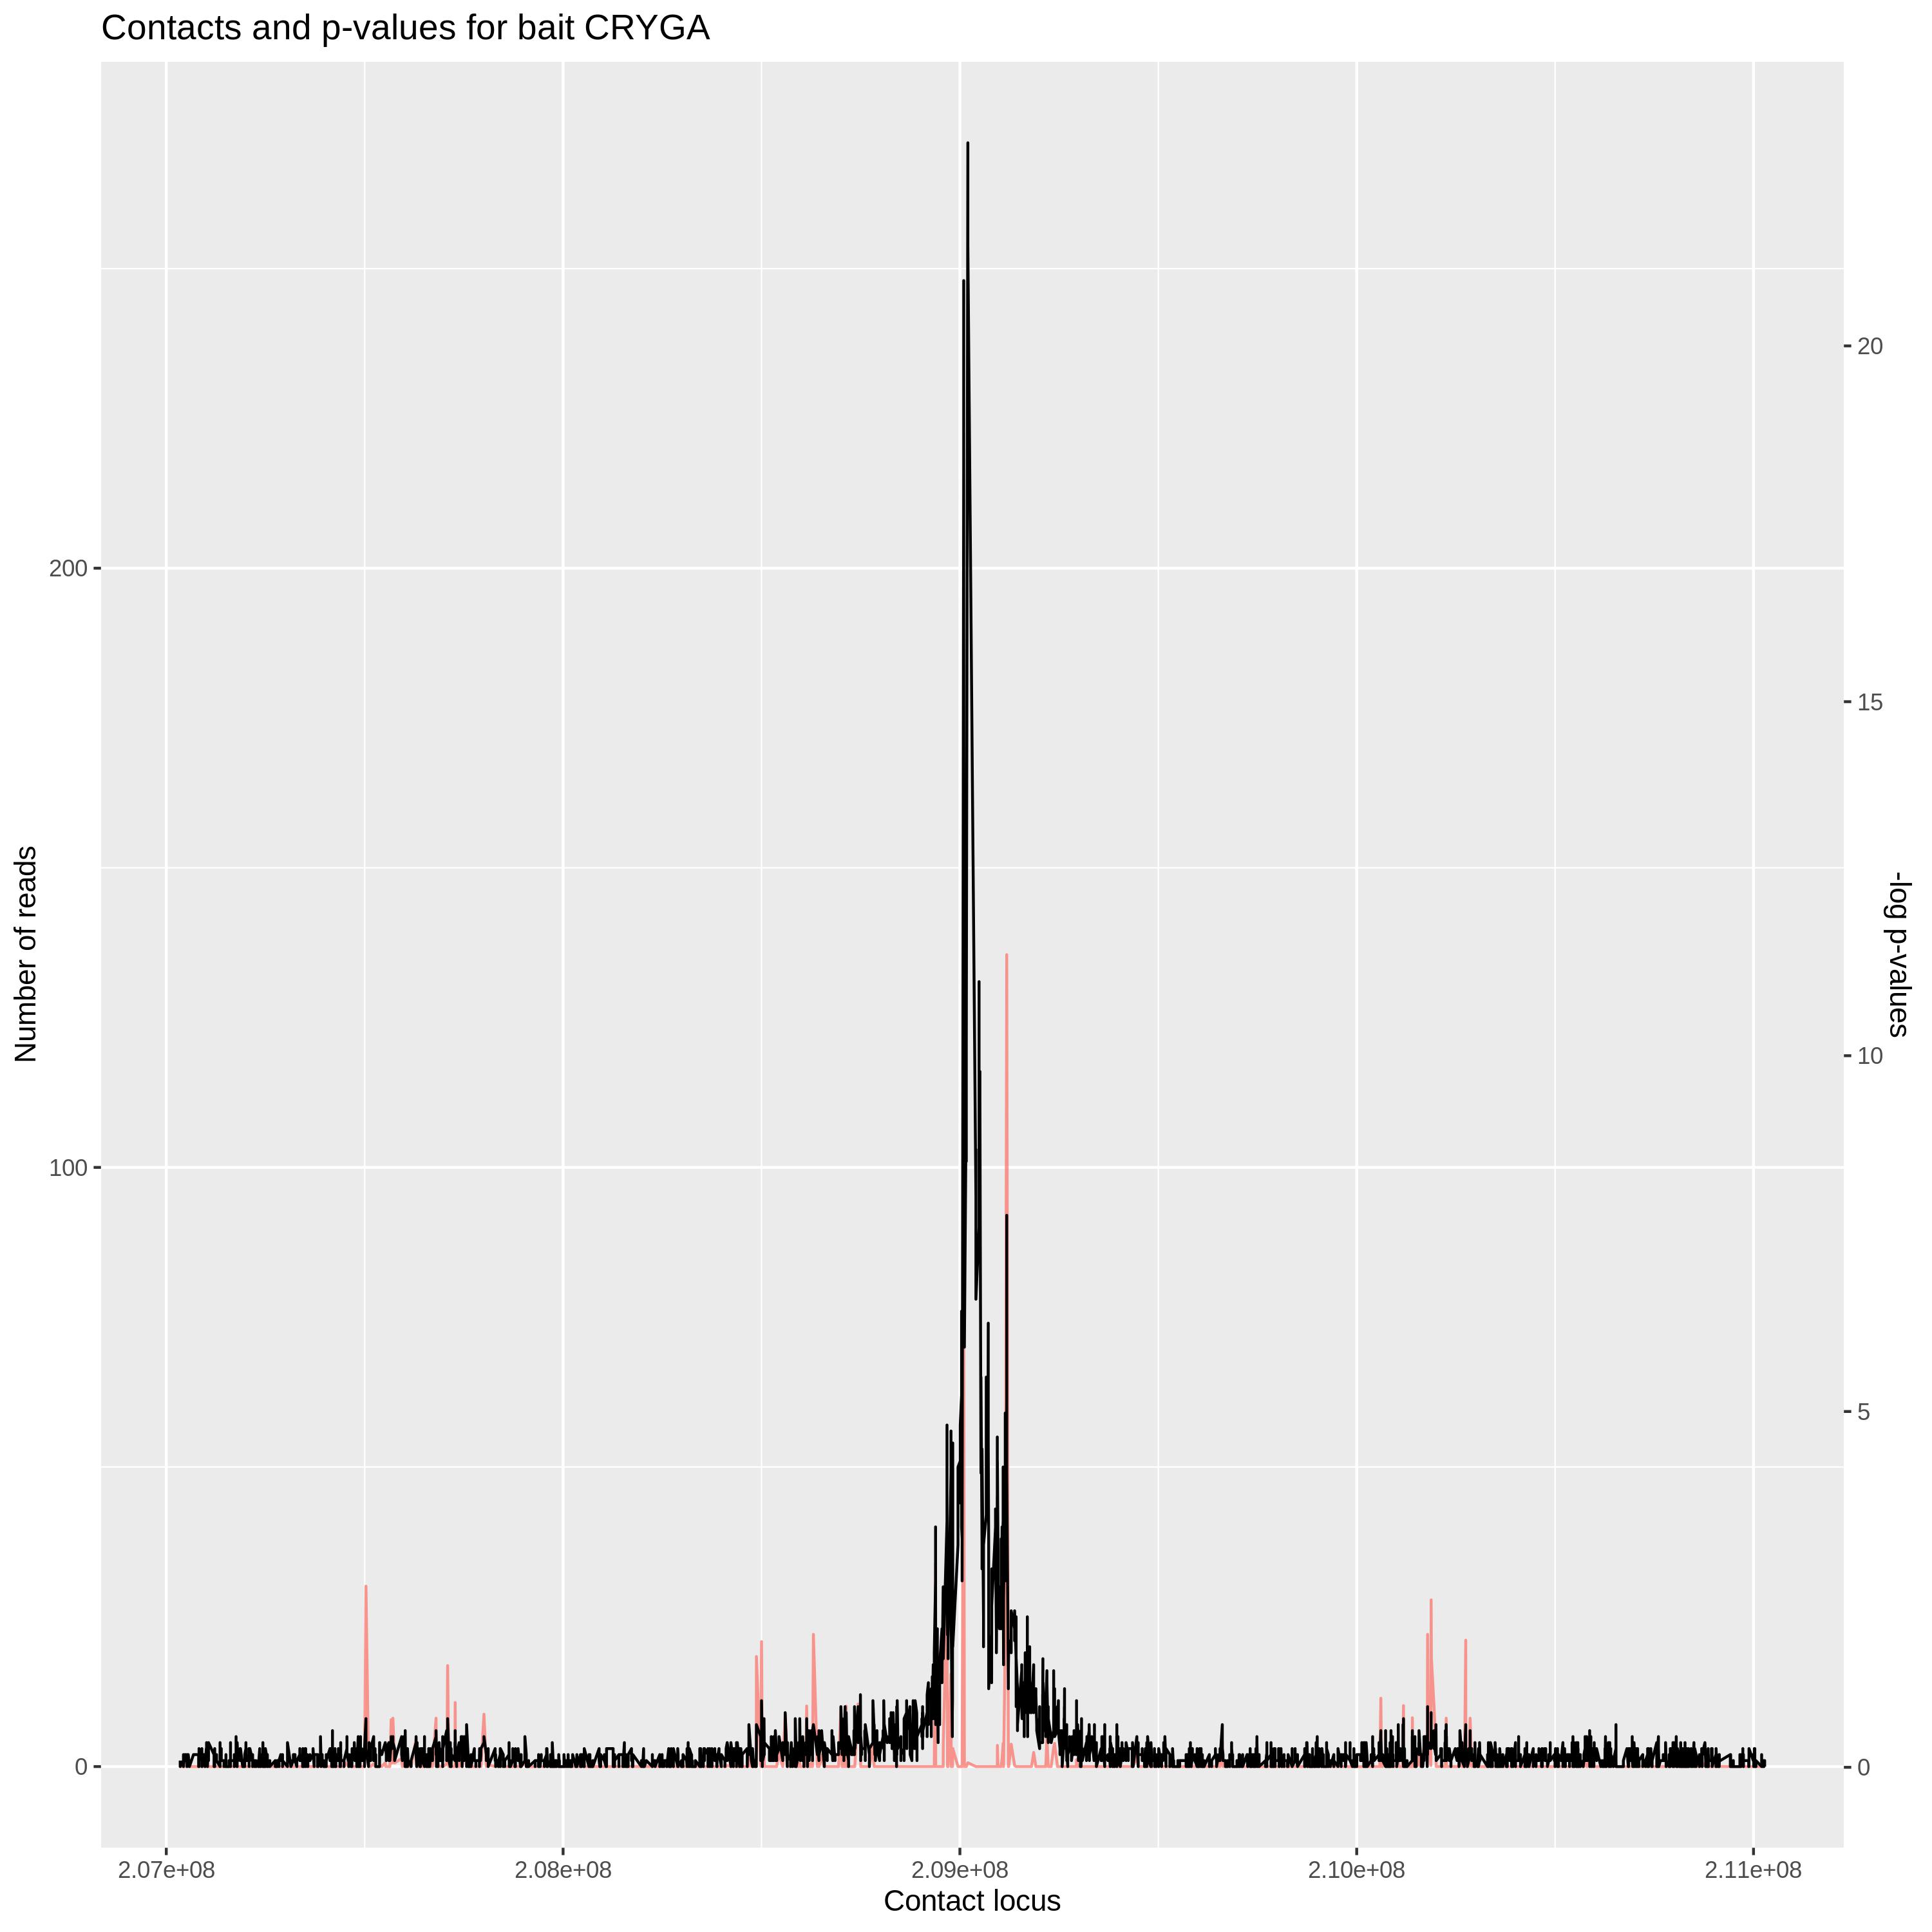 Contacts and p-values for bait CRYGA
Number of reads
200
100
0
20
15
10
5
0
-log p-values
2.07e+08 2.08e+08 2.09e+08 2.10e+08 2.11e+08
Contact locus